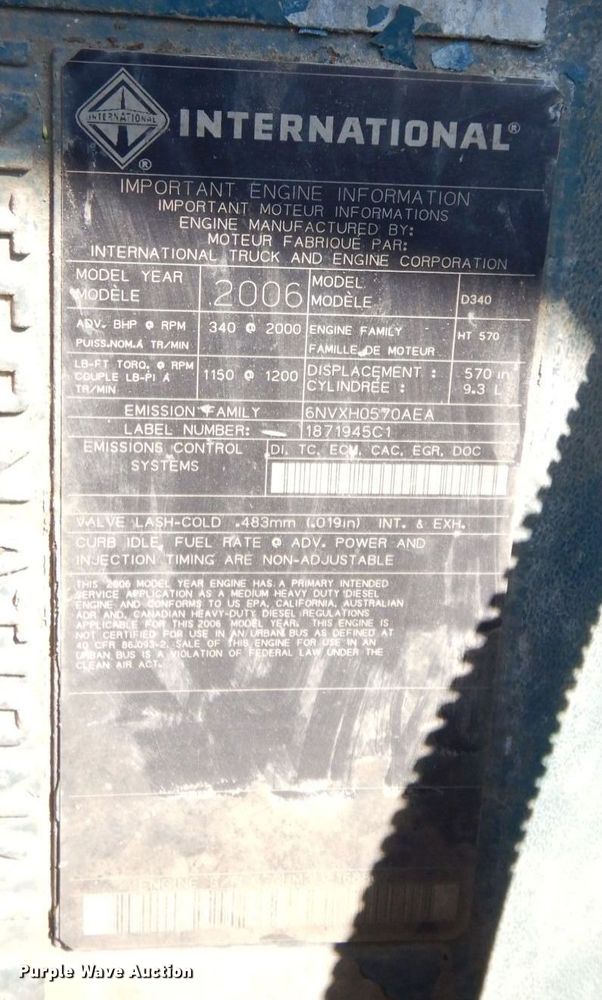 INTERNATIONAL
INTERNATIONAL®
®
IMPORTANT ENGINE INFORMATION
IMPORTANT MOTEUR INFORMATIONS
ENGINE MANUFACTURED BY:
MOTEUR FABRIQUÉ PAR:
INTERNATIONAL TRUCK AND ENGINE CORPORATION
MODEL YEAR
MODÈLE
2006
MODEL
MODÈLE
D340
ADV. BHP @ RPM
PUISS.NOM.À TR/MIN
340 @ 2000
ENGINE FAMILY
FAMILLE DE MOTEUR
HT 570
LB-FT TORQ. @ RPM
COUPLE LB-PI À
TR/MIN
1150 @ 1200
DISPLACEMENT :
CYLINDRÉE :
570 in
9.3 L
EMISSION FAMILY
6NVXH0570AEA
LABEL NUMBER:
1871945C1
EMISSIONS CONTROL
SYSTEMS
DI, TC, ECM, CAC, EGR, DOC
VALVE LASH-COLD .483mm (.019in) INT. & EXH.
CURB IDLE, FUEL RATE @ ADV. POWER AND
INJECTION TIMING ARE NON-ADJUSTABLE
THIS 2006 MODEL YEAR ENGINE HAS A PRIMARY INTENDED
SERVICE APPLICATION AS A MEDIUM HEAVY DUTY DIESEL
ENGINE AND CONFORMS TO US EPA, CALIFORNIA, AUSTRALIAN
ADR AND, CANADIAN HEAVY-DUTY DIESEL REGULATIONS
APPLICABLE FOR THIS 2006 MODEL YEAR. THIS ENGINE IS
NOT CERTIFIED FOR USE IN AN URBAN BUS AS DEFINED AT
40 CFR 86.093-2. SALE OF THIS ENGINE FOR USE IN AN
URBAN BUS IS A VIOLATION OF FEDERAL LAW UNDER THE
CLEAN AIR ACT.
ENGINE
Purple Wave Auction